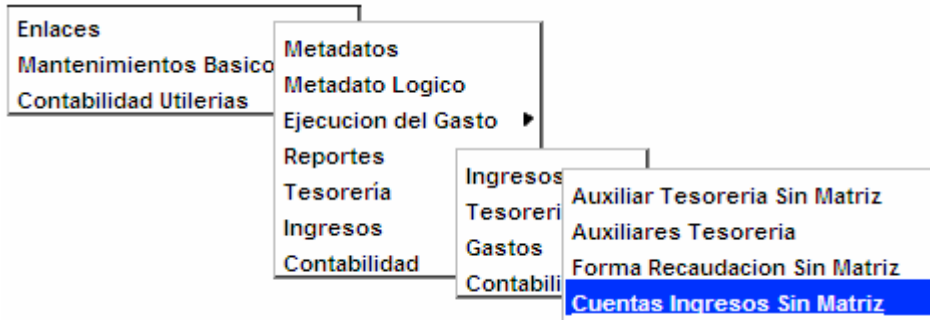 Enlaces
Mantenimientos Basico
Contabilidad Utilerias
Metadatos
Metadato Logico
Ejecucion del Gasto
Reportes
Tesorería
Ingresos
Contabilidad
Ingresos
Tesoreri
Gastos
Contabili
Auxiliar Tesoreria Sin Matriz
Auxiliares Tesoreria
Forma Recaudacion Sin Matriz
Cuentas Ingresos Sin Matriz